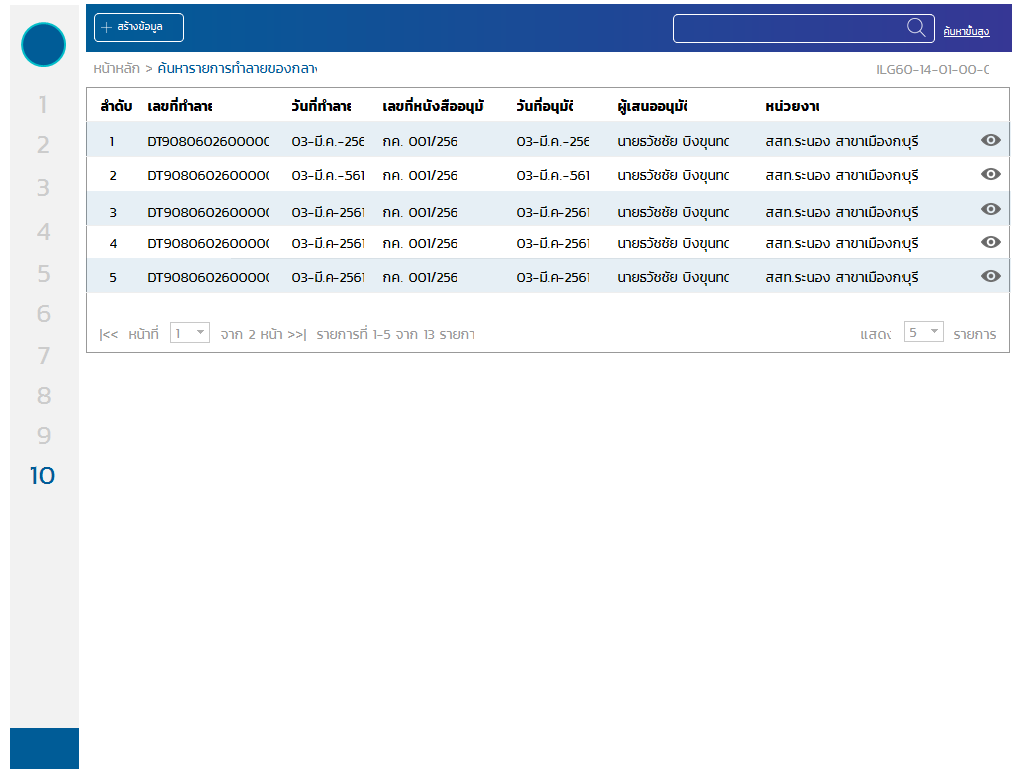 สร้างข้อมูล ค้นหาขั้นสูง
หน้าหลัก > ค้นหารายการทำลายของกลาง ILG60-14-01-00-0
ลำดับ เลขที่ทำลาย วันที่ทำลาย เลขที่หนังสืออนุมัติ วันที่อนุมัติ ผู้เสนออนุมัติ หน่วยงาน
1 DT9080602600000 03-มี.ค.-256 กค. 001/256 03-มี.ค.-256 นายธวัชชัย บิงขุนทด สสท.ระนอง สาขาเมืองกบุรี
2 DT9080602600000 03-มี.ค.-561 กค. 001/256 03-มี.ค.-561 นายธวัชชัย บิงขุนทด สสท.ระนอง สาขาเมืองกบุรี
3 DT9080602600000 03-มี.ค-2561 กค. 001/256 03-มี.ค-2561 นายธวัชชัย บิงขุนทด สสท.ระนอง สาขาเมืองกบุรี
4 DT9080602600000 03-มี.ค-2561 กค. 001/256 03-มี.ค-2561 นายธวัชชัย บิงขุนทด สสท.ระนอง สาขาเมืองกบุรี
5 DT9080602600000 03-มี.ค-2561 กค. 001/256 03-มี.ค-2561 นายธวัชชัย บิงขุนทด สสท.ระนอง สาขาเมืองกบุรี
|<< หน้าที่ 1 จาก 2 หน้า >>| รายการที่ 1-5 จาก 13 รายการ แสดง 5 รายการ
1
2
3
4
5
6
7
8
9
10